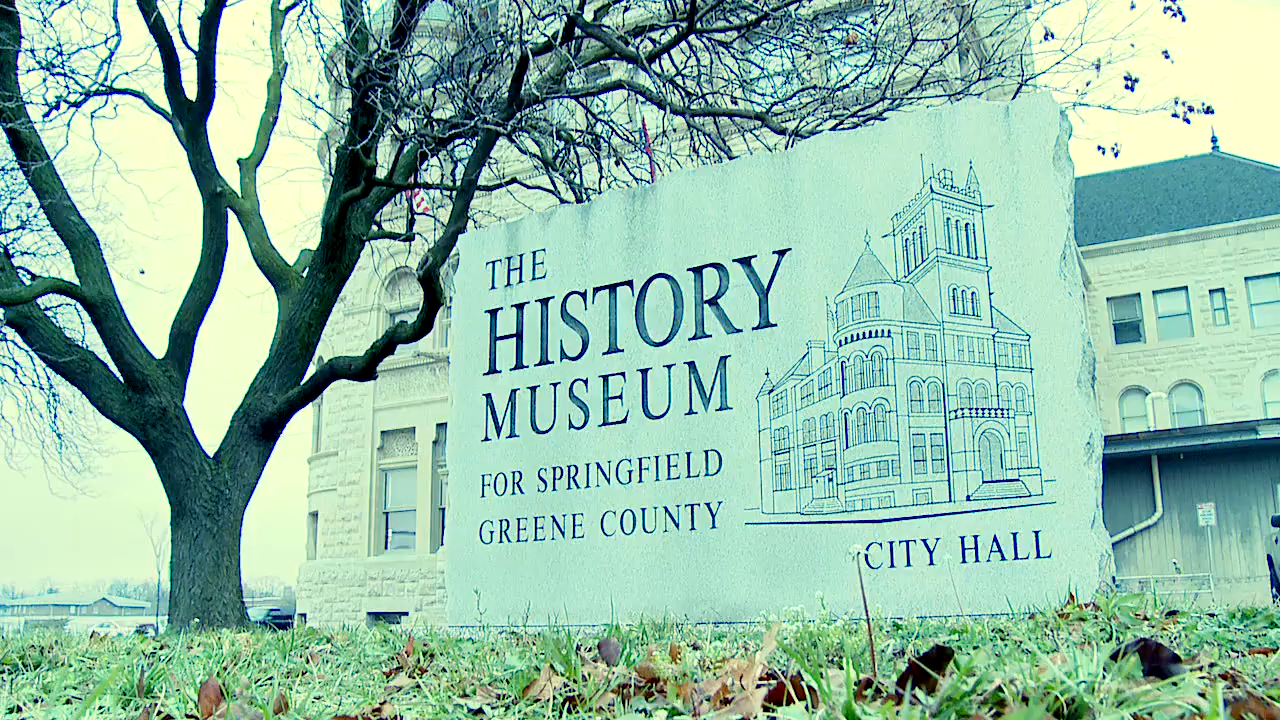 THE
HISTORY
MUSEUM
FOR SPRINGFIELD
GREENE COUNTY
CITY HALL